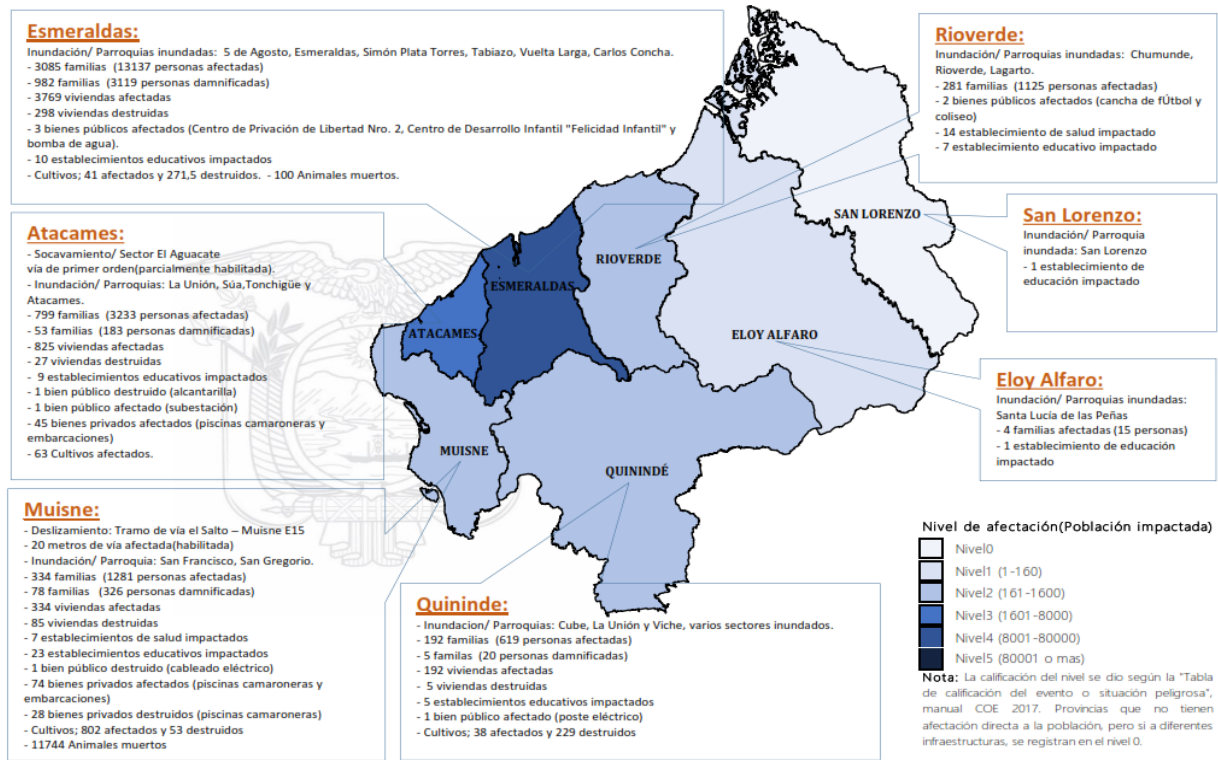 Esmeraldas:
Inundación/ Parroquias inundadas: 5 de Agosto, Esmeraldas, Simón Plata Torres, Tabiazo, Vuelta Larga, Carlos Concha.
- 3085 familias (13137 personas afectadas)
- 982 familias (3119 personas damnificadas)
- 3769 viviendas afectadas
- 298 viviendas destruidas
- 3 bienes públicos afectados (Centro de Privación de Libertad Nro. 2, Centro de Desarrollo Infantil "Felicidad Infantil" y
bomba de agua).
- 10 establecimientos educativos impactados
- Cultivos; 41 afectados y 271,5 destruidos. - 100 Animales muertos.
Rioverde:
Inundación/ Parroquias inundadas: Chumunde,
Rioverde, Lagarto.
- 281 familias (1125 personas afectadas)
- 2 bienes públicos afectados (cancha de fÚtbol y
coliseo)
- 14 establecimiento de salud impactado
- 7 establecimiento educativo impactado
San Lorenzo:
Inundación/ Parroquia
inundada: San Lorenzo
- 1 establecimiento de
educación impactado
Atacames:
- Socavamiento/ Sector El Aguacate
vía de primer orden(parcialmente habilitada).
- Inundación/ Parroquias: La Unión, Súa,Tonchigüe y
Atacames.
- 799 familias (3233 personas afectadas)
- 53 familias (183 personas damnificadas)
- 825 viviendas afectadas
- 27 viviendas destruidas
- 9 establecimientos educativos impactados
- 1 bien público destruido (alcantarilla)
- 1 bien público afectado (subestación)
- 45 bienes privados afectados (piscinas camaroneras y
embarcaciones)
- 63 Cultivos afectados.
SAN LORENZO
RIOVERDE
ESMERALDAS
ATACAMES
ELOY ALFARO
MUISNE
QUININDÉ
Eloy Alfaro:
Inundación/ Parroquias inundadas:
Santa Lucía de las Peñas
- 4 familias afectadas (15 personas)
- 1 establecimiento de educación
impactado
Muisne:
- Deslizamiento: Tramo de vía el Salto – Muisne E15
- 20 metros de vía afectada(habilitada)
- Inundación/ Parroquia: San Francisco, San Gregorio.
- 334 familias (1281 personas afectadas)
- 78 familias (326 personas damnificadas)
- 334 viviendas afectadas
- 85 viviendas destruidas
- 7 establecimientos de salud impactados
- 23 establecimientos educativos impactados
- 1 bien público destruido (cableado eléctrico)
- 74 bienes privados afectados (piscinas camaroneras y
embarcaciones)
- 28 bienes privados destruidos (piscinas camaroneras)
- Cultivos; 802 afectados y 53 destruidos
- 11744 Animales muertos
Quininde:
- Inundacion/ Parroquias: Cube, La Unión y Viche, varios sectores inundados.
- 192 familias (619 personas afectadas)
- 5 familas (20 personas damnificadas)
- 192 viviendas afectadas
- 5 viviendas destruidas
- 5 establecimientos educativos impactados
- 1 bien público afectado (poste eléctrico)
- Cultivos; 38 afectados y 229 destruidos
Nivel de afectación(Población impactada)
Nivel0
Nivel1 (1-160)
Nivel2 (161-1600)
Nivel3 (1601-8000)
Nivel4 (8001-80000)
Nivel5 (80001 o mas)
Nota: La calificación del nivel se dio según la "Tabla
de calificación del evento o situación peligrosa",
manual COE 2017. Provincias que no tienen
afectación directa a la población, pero si a diferentes
infraestructuras, se registran en el nivel 0.